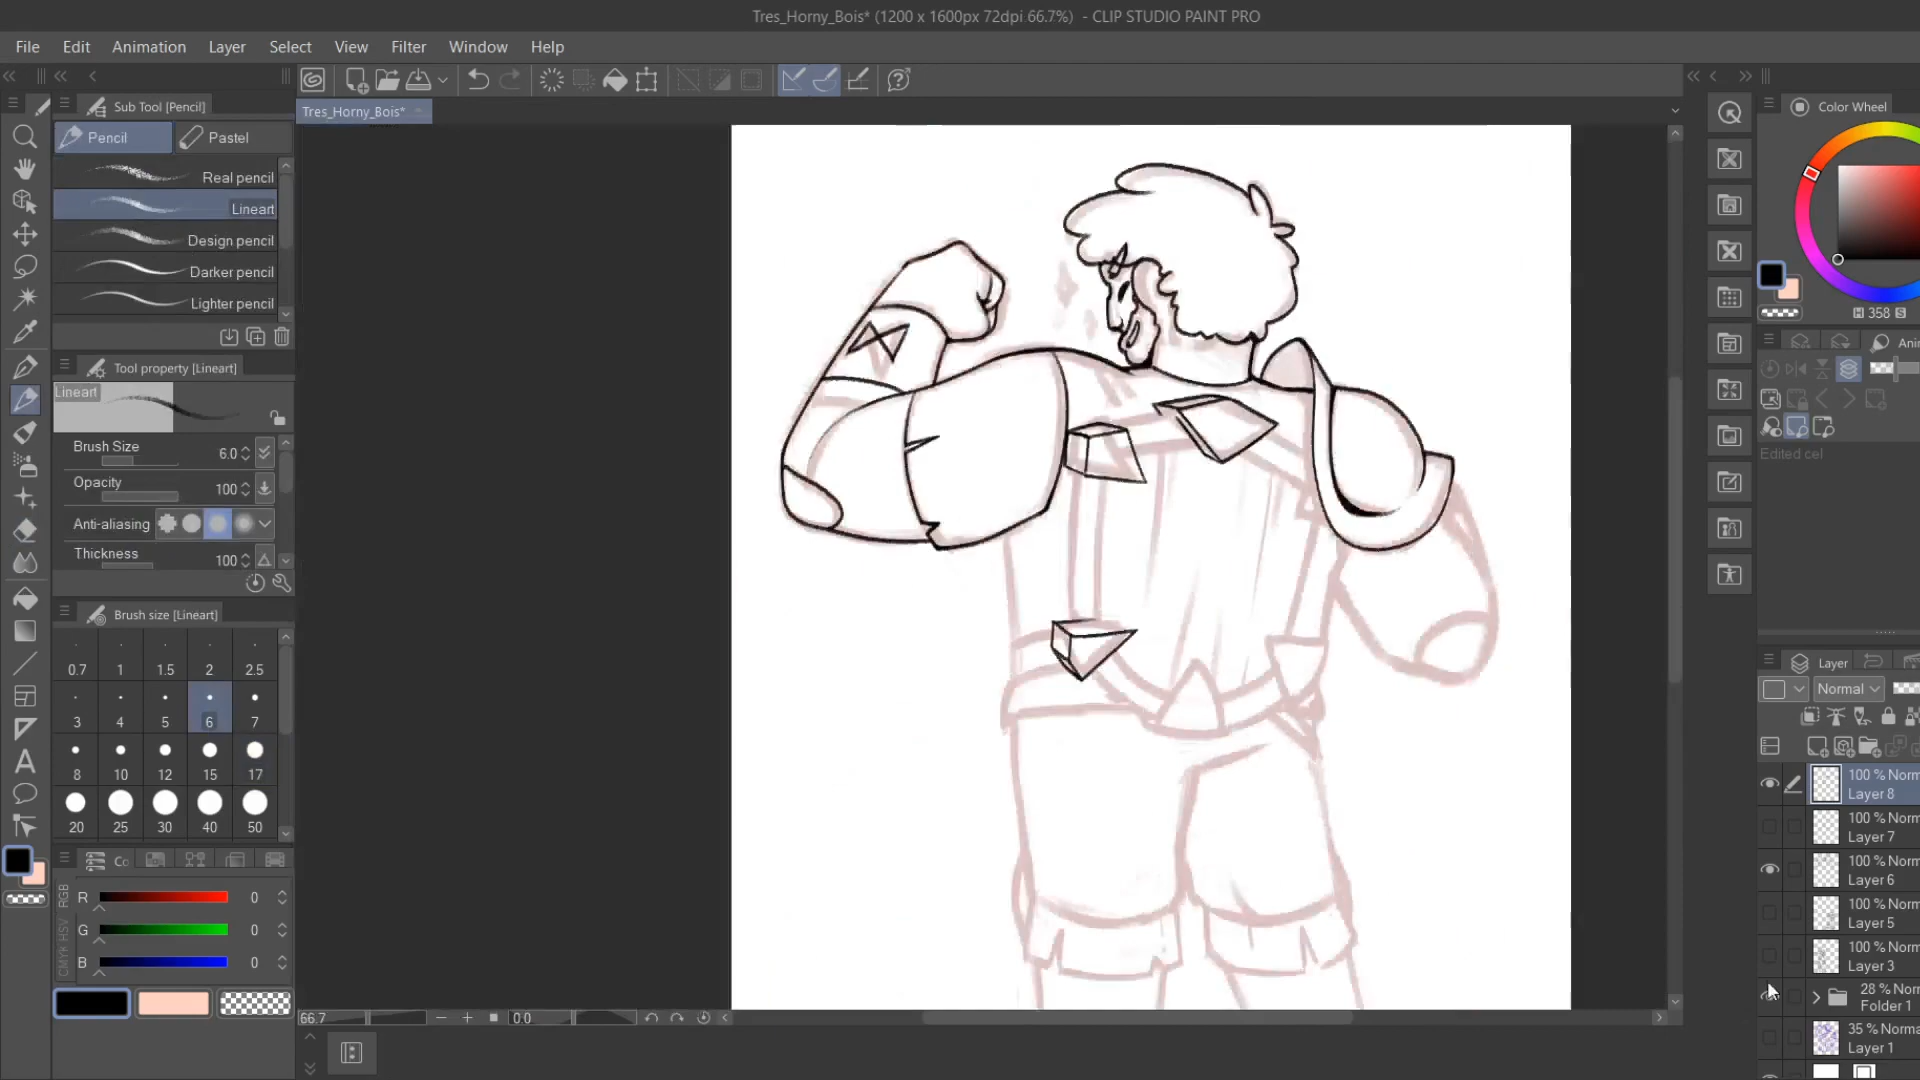 Tres_Horny_Bois* (1200 x 1600px 72dpi 66.7%) - CLIP STUDIO PAINT PRO
File Edit Animation Layer Select View Filter Window Help
Sub Tool [Pencil]
Tres_Horny_Bois*
Color Wheel
Pencil Pastel
Real pencil
Lineart
Design pencil
Darker pencil
Lighter pencil
H 358 S
Tool property [Lineart]
Lineart
Brush Size 6.0
Opacity 100
Anti-aliasing
Thickness 100
Edited cel
Brush size [Lineart]
0.7 1 1.5 2 2.5
3 4 5 6 7
8 10 12 15 17
20 25 30 40 50
Layer
Normal
100 % Norm
Layer 8
100 % Norm
Layer 7
100 % Norm
Layer 6
100 % Norm
Layer 5
100 % Norm
Layer 3
28 % Norm
Folder 1
35 % Norma
Layer 1
RGB
HSV
CMYK
R 0
G 0
B 0
66.7 0.0